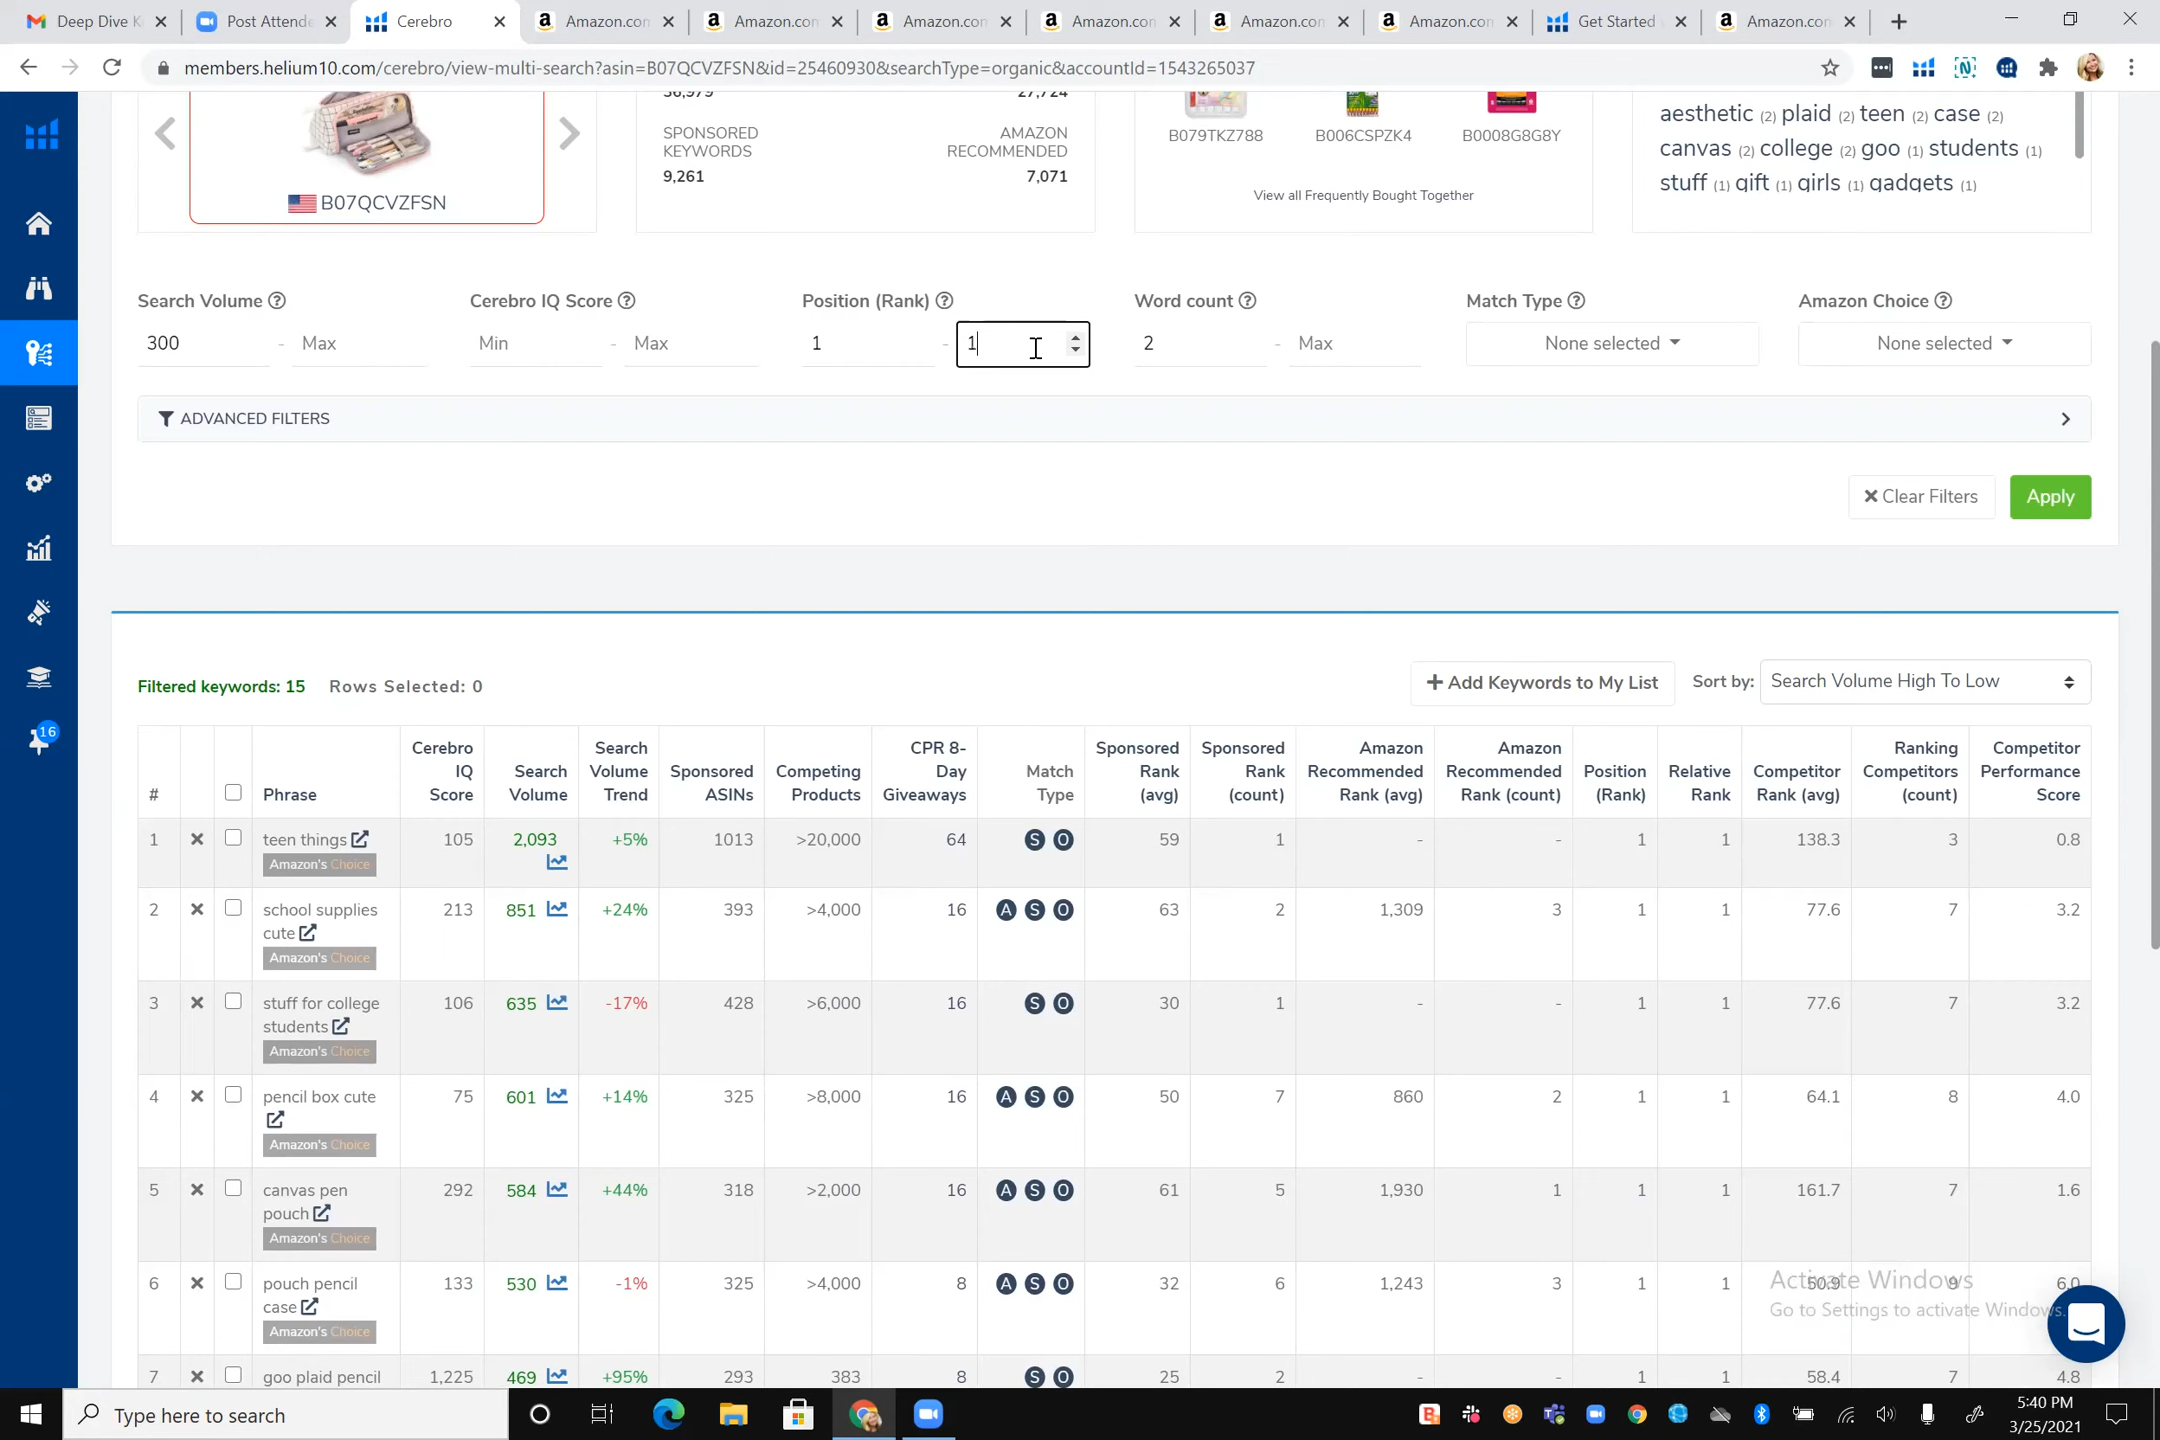 Deep Dive K
Post Attende
Cerebro
Amazon.com
Amazon.com
Amazon.com
Amazon.com
Amazon.com
Amazon.com
Get Started
Amazon.com
members.helium10.com/cerebro/view-multi-search?asin=B07QCVZFSN&id=25460930&searchType=organic&accountId=1543265037
B07QCVZFSN
36,979 27,724
SPONSORED KEYWORDS
9,261
AMAZON RECOMMENDED
7,071
B079TKZ788 B006CSPZK4 B0008G8G8Y
View all Frequently Bought Together
aesthetic (2) plaid (2) teen (2) case (2)
canvas (2) college (2) goo (1) students (1)
stuff (1) gift (1) girls (1) gadgets (1)
Search Volume Cerebro IQ Score Position (Rank) Word count Match Type Amazon Choice
300 - Max Min - Max 1 - 1 2 - Max None selected None selected
ADVANCED FILTERS
Clear Filters Apply
Filtered keywords: 15 Rows Selected: 0 + Add Keywords to My List Sort by: Search Volume High To Low
# Phrase Cerebro IQ Score Search Volume Search Volume Trend Sponsored ASINs Competing Products CPR 8-Day Giveaways Match Type Sponsored Rank (avg) Sponsored Rank (count) Amazon Recommended Rank (avg) Amazon Recommended Rank (count) Position (Rank) Relative Rank Competitor Rank (avg) Ranking Competitors (count) Competitor Performance Score
1 teen things 105 2,093 +5% 1013 >20,000 64 S O 59 1 - - 1 1 138.3 3 0.8
Amazon's Choice
2 school supplies cute 213 851 +24% 393 >4,000 16 A S O 63 2 1,309 3 1 1 77.6 7 3.2
Amazon's Choice
3 stuff for college students 106 635 -17% 428 >6,000 16 S O 30 1 - - 1 1 77.6 7 3.2
Amazon's Choice
4 pencil box cute 75 601 +14% 325 >8,000 16 A S O 50 7 860 2 1 1 64.1 8 4.0
Amazon's Choice
5 canvas pen pouch 292 584 +44% 318 >2,000 16 A S O 61 5 1,930 1 1 1 161.7 7 1.6
Amazon's Choice
6 pouch pencil case 133 530 -1% 325 >4,000 8 A S O 32 6 1,243 3 1 1 50.9 9 6.0
Amazon's Choice
7 goo plaid pencil 1,225 469 +95% 293 383 8 S O 25 2 - - 1 1 58.4 7 4.8
Activate Windows
Go to Settings to activate Windows.
16
Type here to search
5:40 PM
3/25/2021